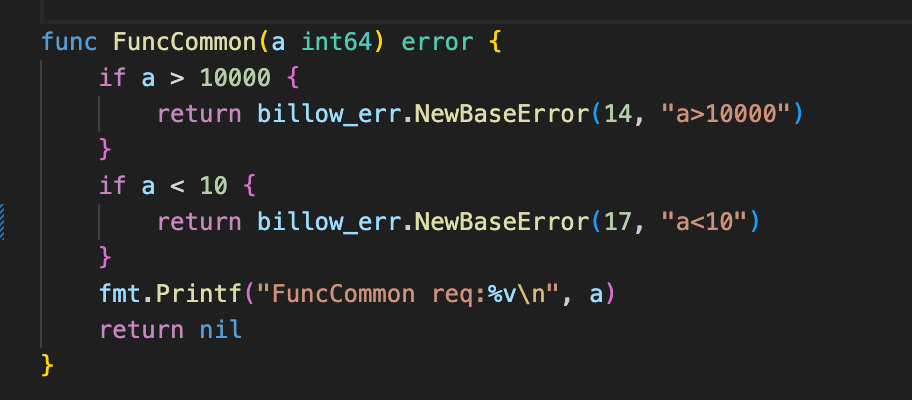 func FuncCommon(a int64) error {
    if a > 10000 {
        return billow_err.NewBaseError(14, "a>10000")
    }
    if a < 10 {
        return billow_err.NewBaseError(17, "a<10")
    }
    fmt.Printf("FuncCommon req:%v\n", a)
    return nil
}